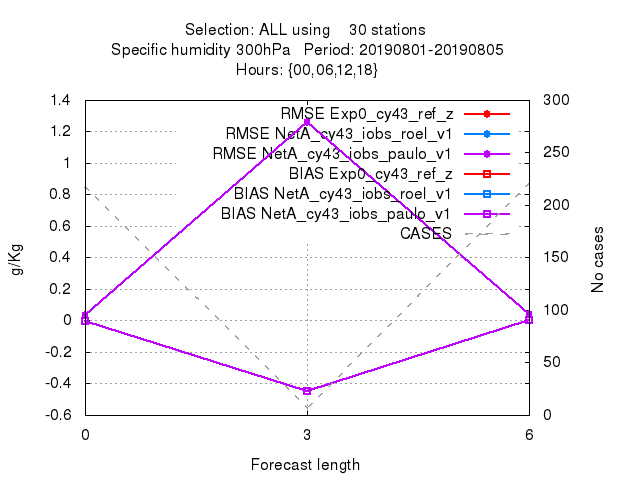 Selection: ALL using 30 stations
Specific humidity 300hPa Period: 20190801-20190805
Hours: {00,06,12,18}
1.4
1.2
1
0.8
0.6
0.4
0.2
0
-0.2
-0.4
-0.6
g/Kg
RMSE Exp0_cy43_ref_z
RMSE NetA_cy43_iobs_roel_v1
RMSE NetA_cy43_iobs_paulo_v1
BIAS Exp0_cy43_ref_z
BIAS NetA_cy43_iobs_roel_v1
BIAS NetA_cy43_iobs_paulo_v1
CASES
300
250
200
150
100
50
0
No cases
0 3 6
Forecast length